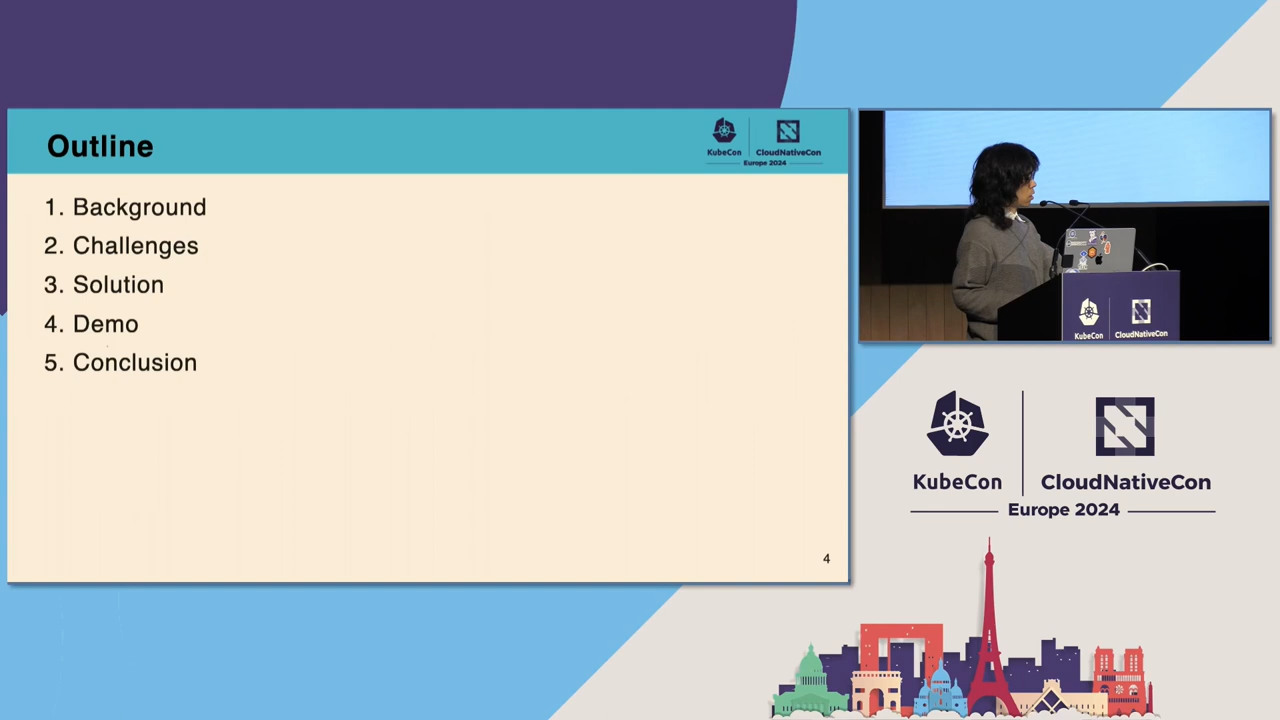 Outline
KubeCon
CloudNativeCon
Europe 2024
1. Background
2. Challenges
3. Solution
4. Demo
5. Conclusion
4
KubeCon
CloudNativeCon
KubeCon
CloudNativeCon
Europe 2024